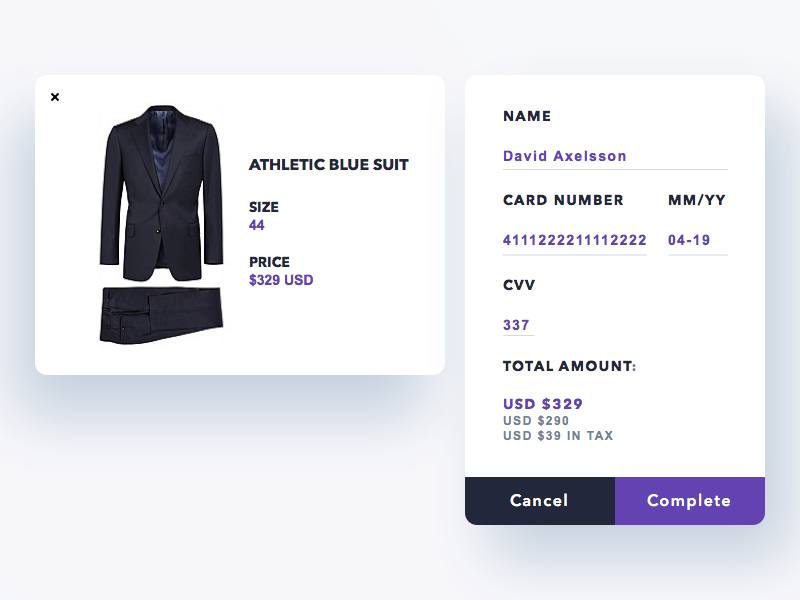 ×
ATHLETIC BLUE SUIT
SIZE
44
PRICE
$329 USD
NAME
David Axelsson
CARD NUMBER
4111222211112222
MM/YY
04-19
CVV
337
TOTAL AMOUNT:
USD $329
USD $290
USD $39 IN TAX
Cancel
Complete